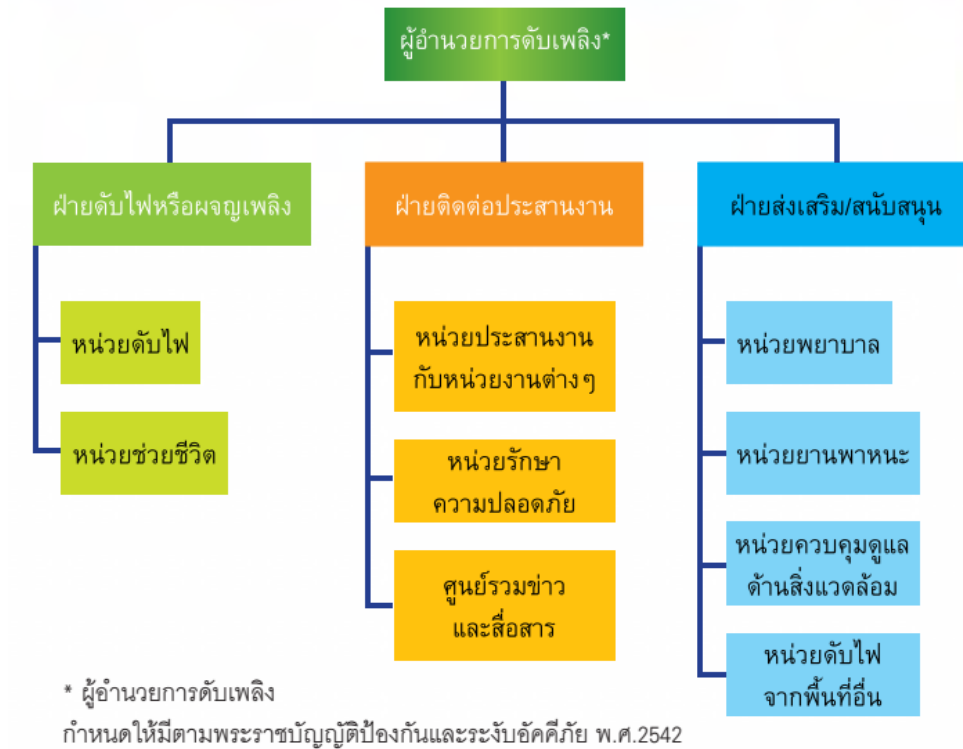 ผู้อำนวยการดับเพลิง*
ฝ่ายดับไฟหรือผจญเพลิง
หน่วยดับไฟ
หน่วยช่วยชีวิต
ฝ่ายติดต่อประสานงาน
หน่วยประสานงาน
กับหน่วยงานต่างๆ
หน่วยรักษา
ความปลอดภัย
ศูนย์รวมข่าว
และสื่อสาร
ฝ่ายส่งเสริม/สนับสนุน
หน่วยพยาบาล
หน่วยยานพาหนะ
หน่วยควบคุมดูแล
ด้านสิ่งแวดล้อม
หน่วยดับไฟ
จากพื้นที่อื่น
* ผู้อำนวยการดับเพลิง
กำหนดให้มีตามพระราชบัญญัติป้องกันและระงับอัคคีภัย พ.ศ.2542